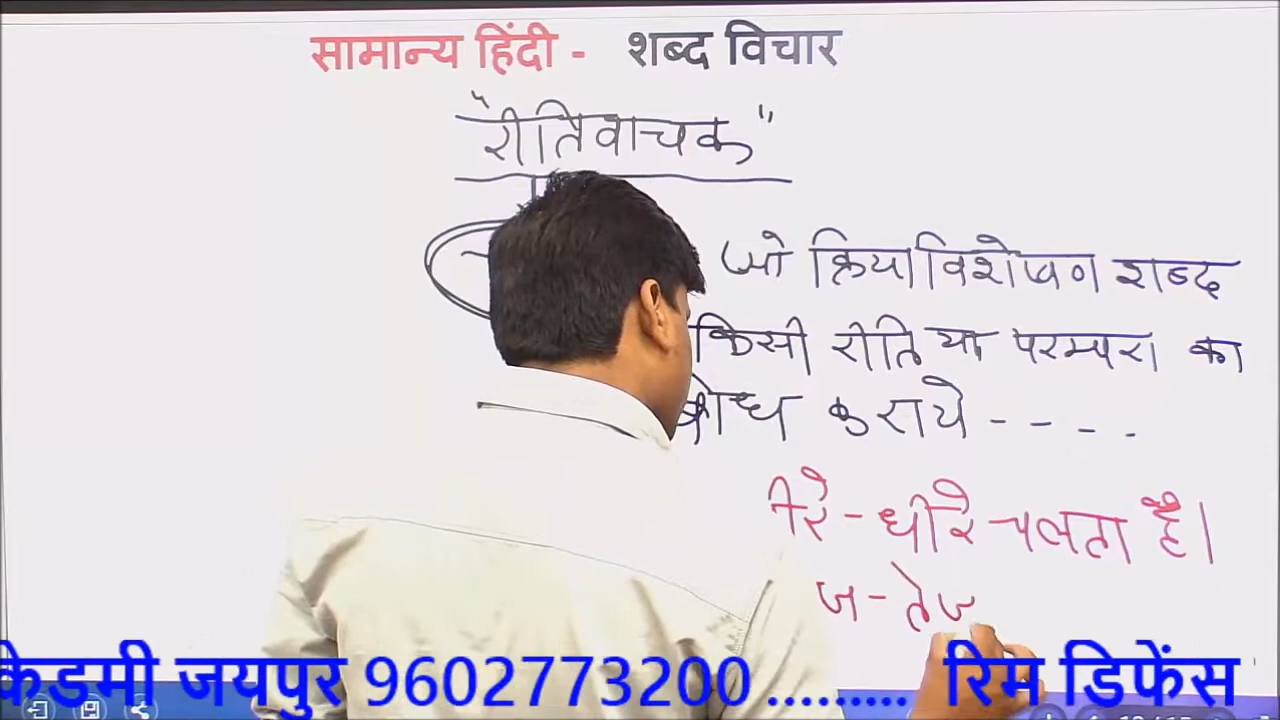 सामान्य हिंदी - शब्द विचार
"रीतिवाचक"
जो क्रियाविशेषण शब्द
किसी रीति या परम्परा का
बोध कराये - - - -
धीरे - धीरे चलता है।
तेज - तेज
केडमी जयपुर 9602773200 ......... रिम डिफेंस